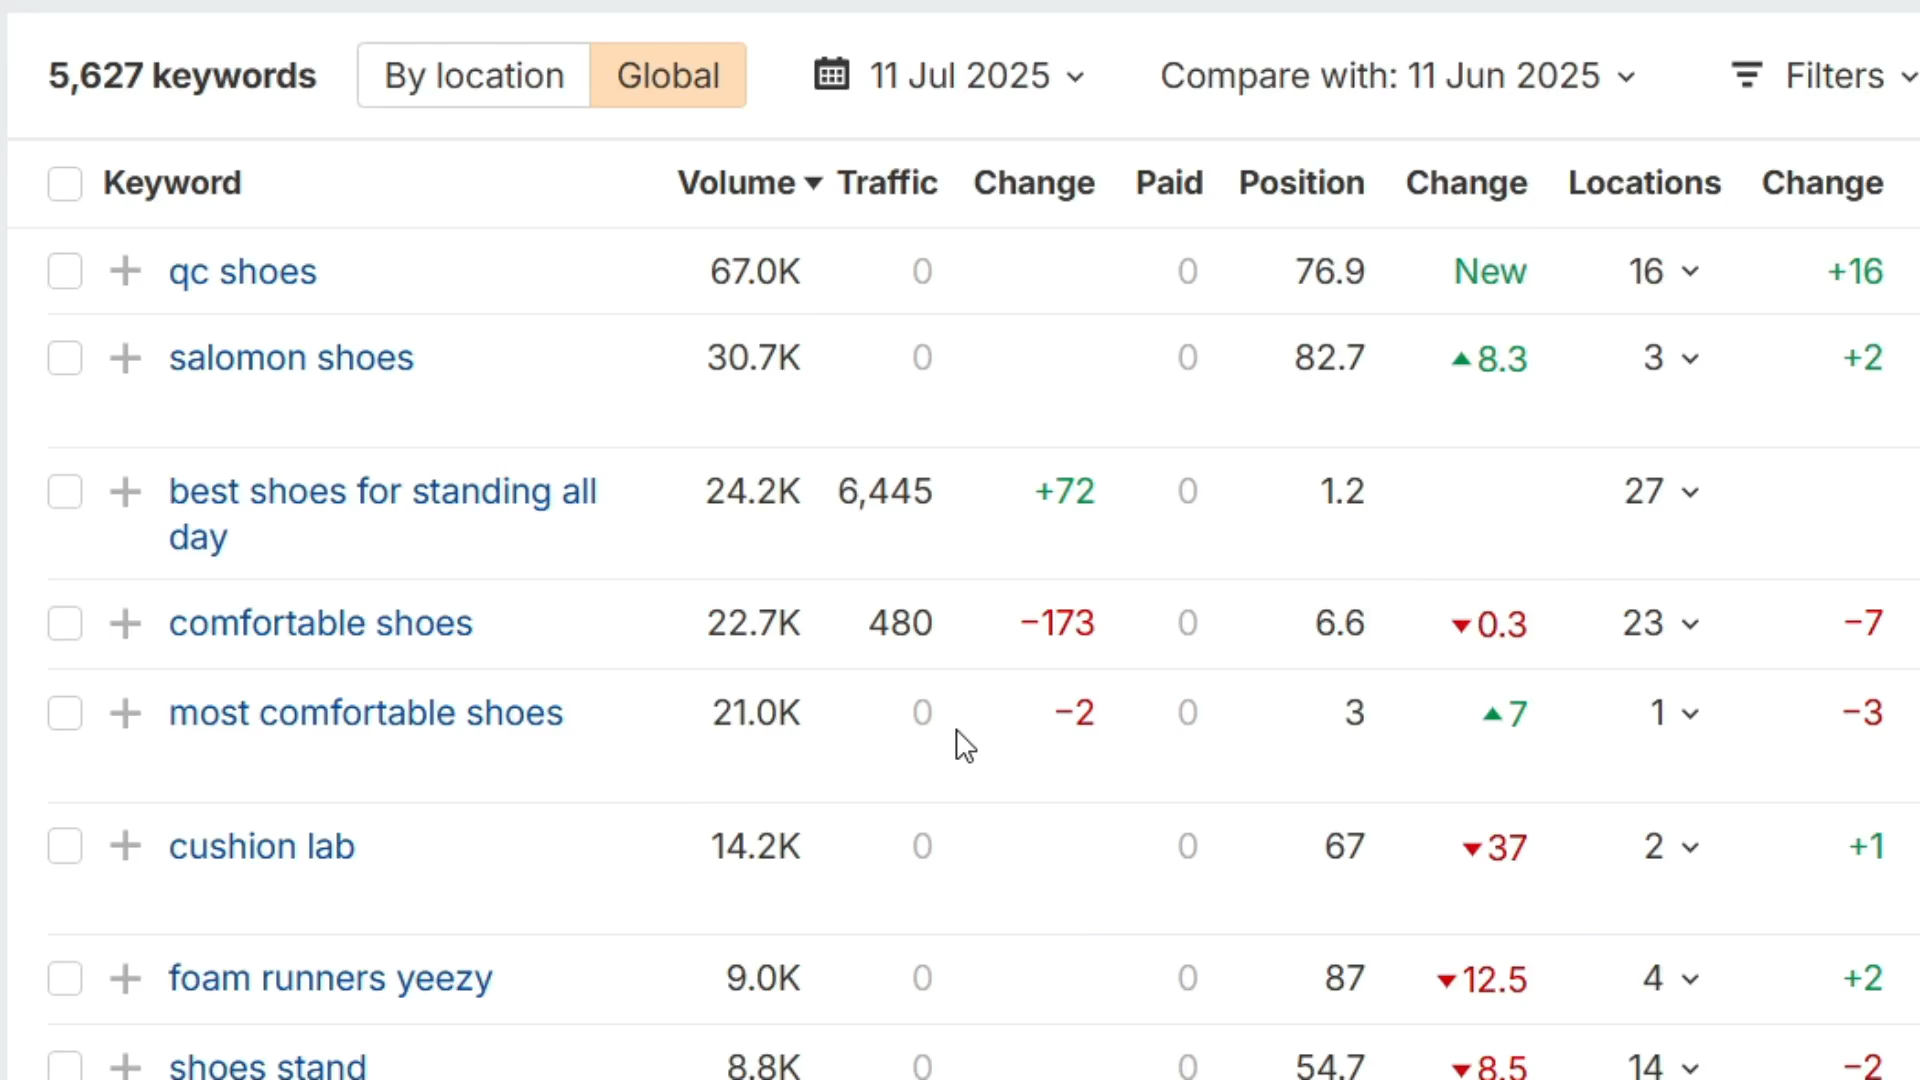 5,627 keywords By location Global 11 Jul 2025 Compare with: 11 Jun 2025 Filters
Keyword Volume Traffic Change Paid Position Change Locations Change
qc shoes 67.0K 0 0 76.9 New 16 +16
salomon shoes 30.7K 0 0 82.7 ▲8.3 3 +2
best shoes for standing all 24.2K 6,445 +72 0 1.2 27
day
comfortable shoes 22.7K 480 −173 0 6.6 ▼0.3 23 −7
most comfortable shoes 21.0K 0 −2 0 3 ▲7 1 −3
cushion lab 14.2K 0 0 67 ▼37 2 +1
foam runners yeezy 9.0K 0 0 87 ▼12.5 4 +2
shoes stand 8.8K 0 0 54.7 ▼8.5 14 −2